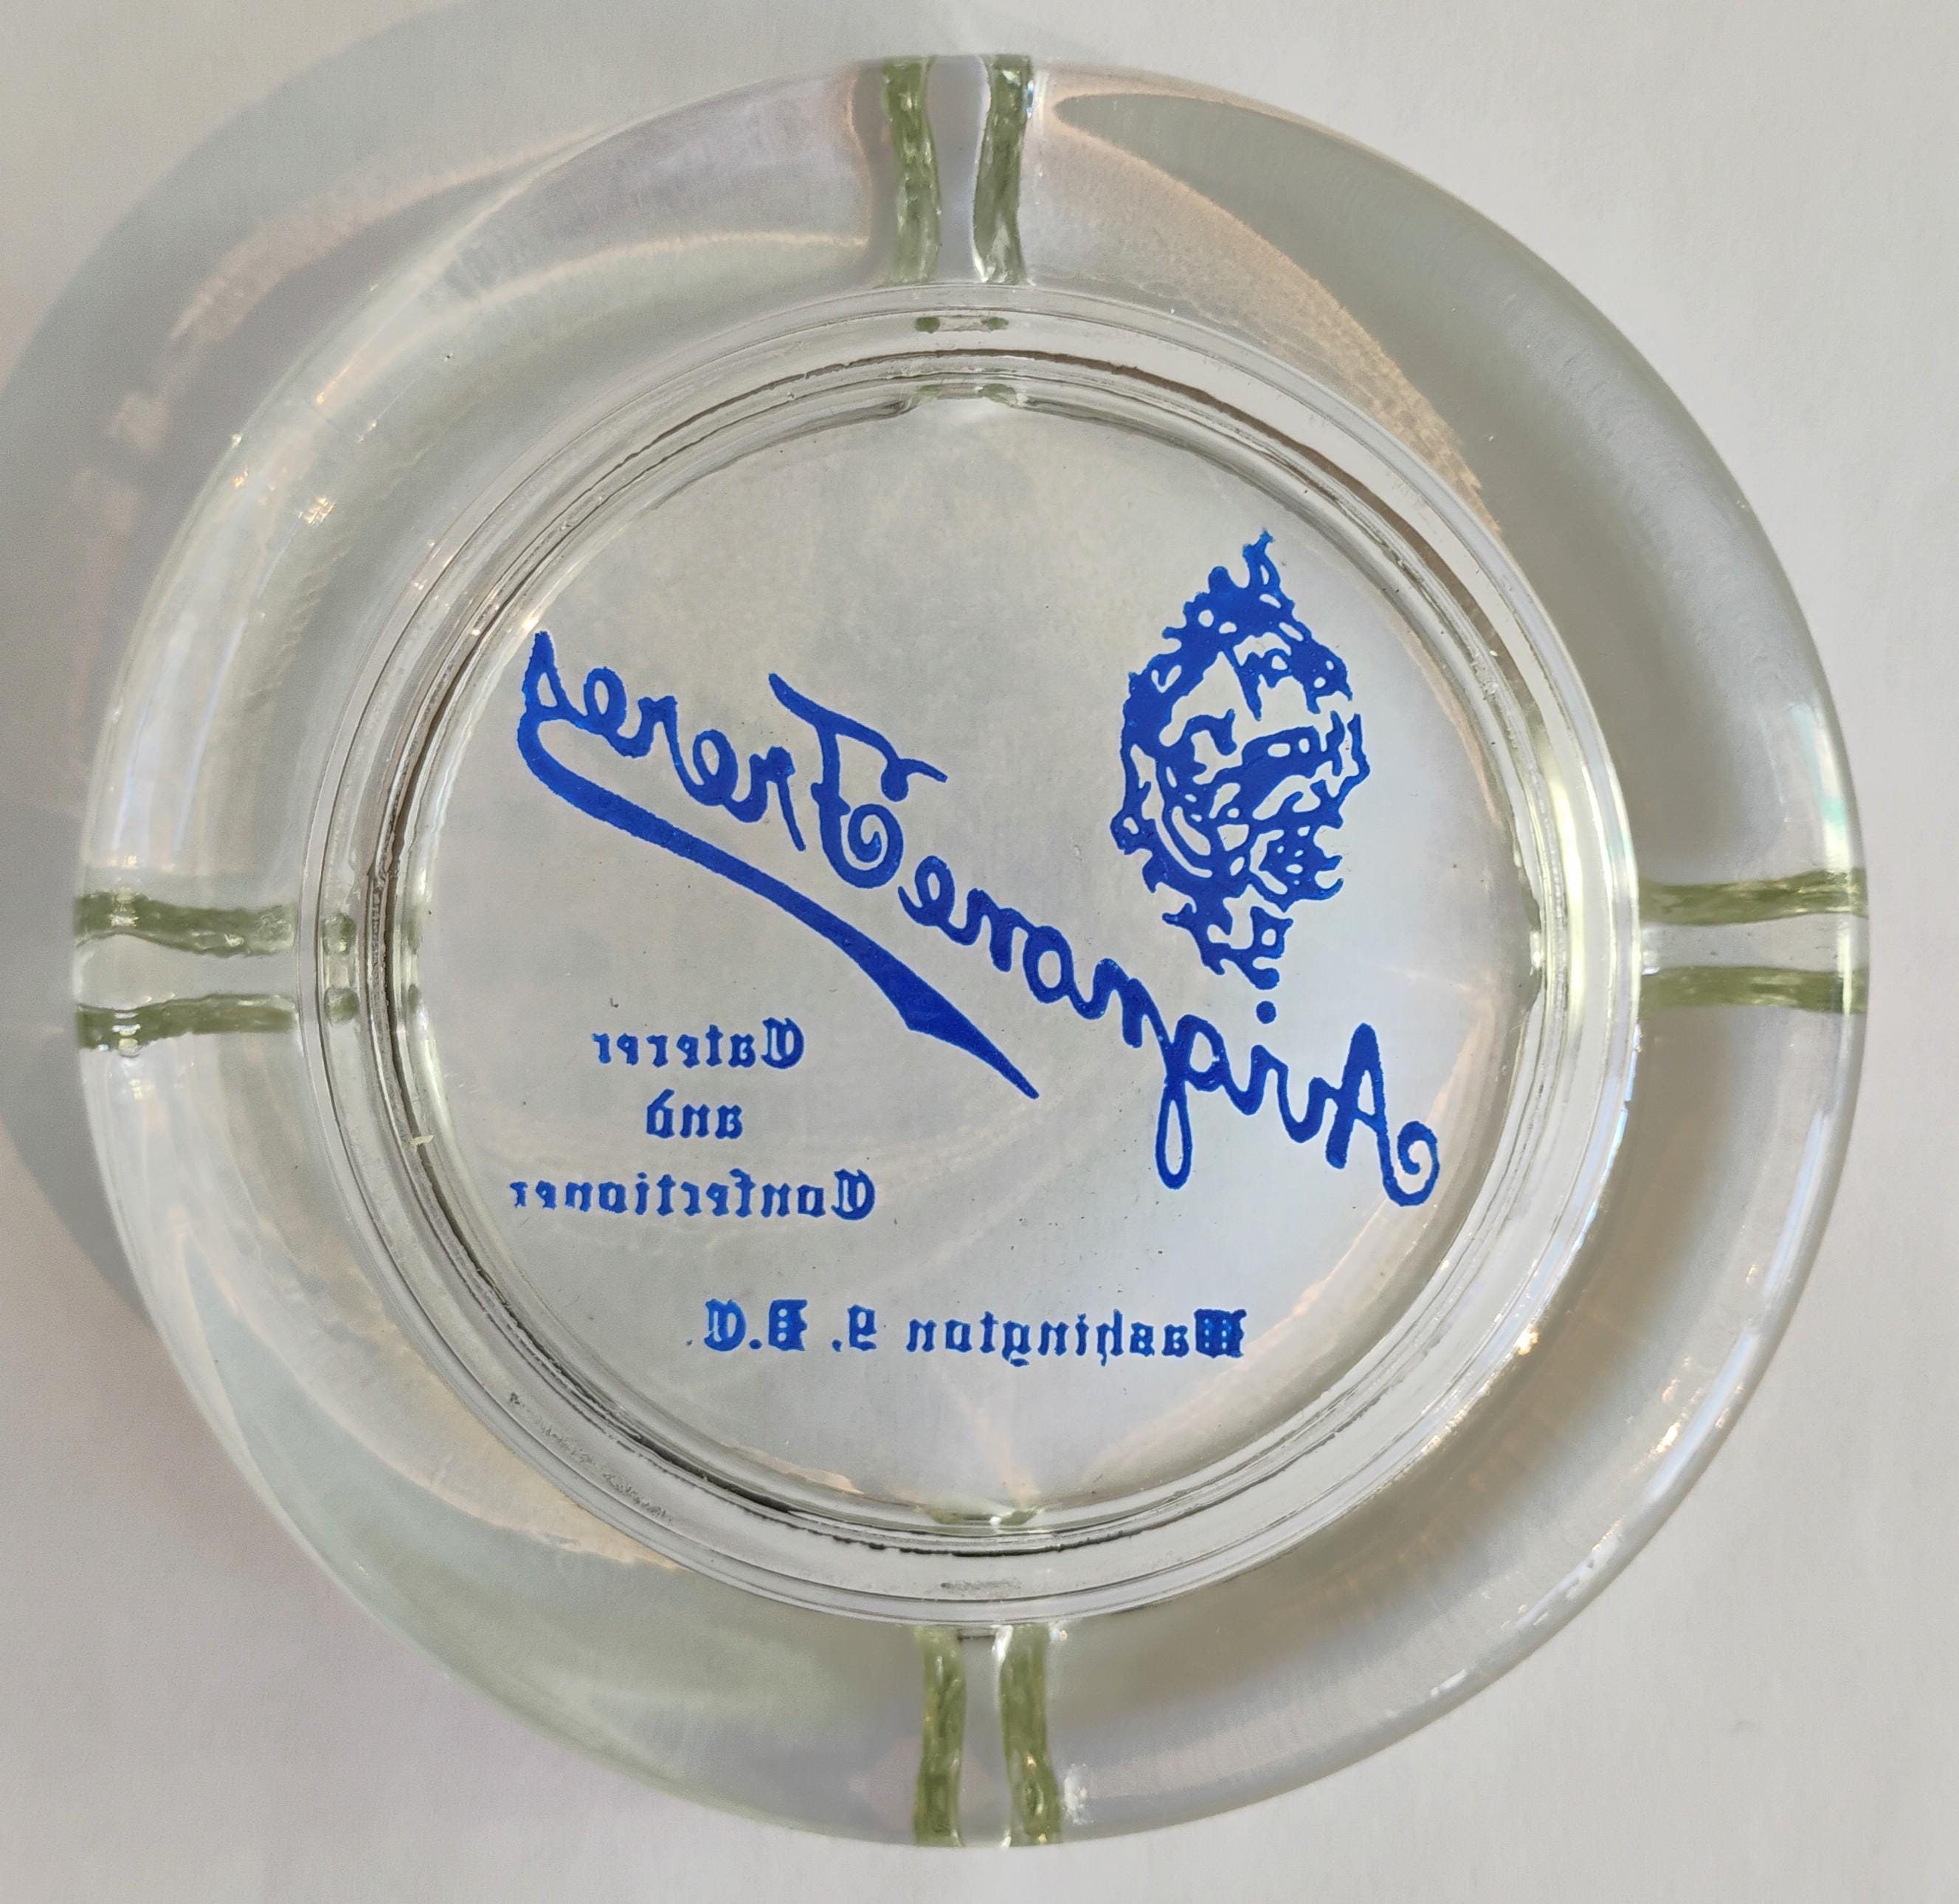 Avignone Freres
Caterer
and
Confectioner
Washington 9, D.C.